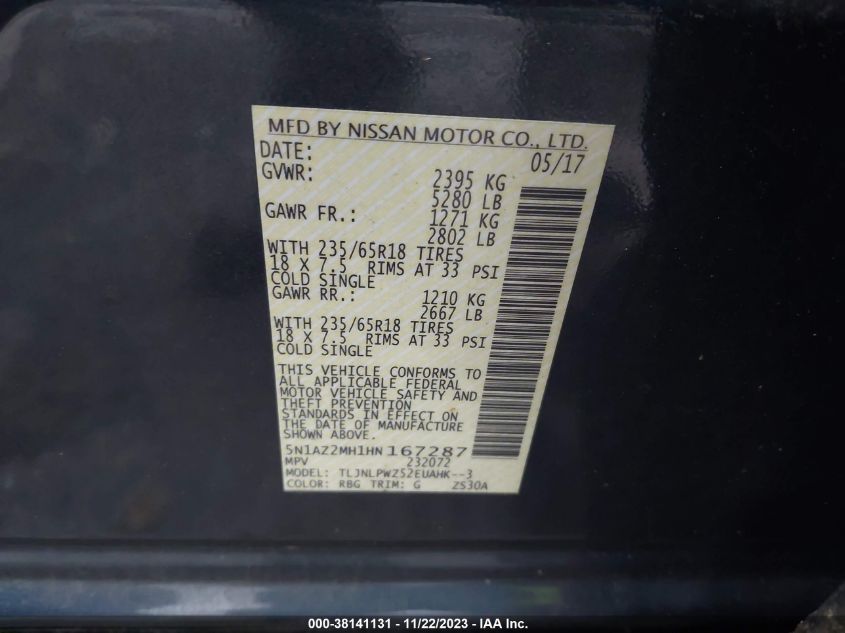 MFD BY NISSAN MOTOR CO., LTD.
DATE: 05/17
GVWR: 2395 KG
5280 LB
GAWR FR.: 1271 KG
2802 LB
WITH 235/65R18 TIRES
18 X 7.5 RIMS AT 33 PSI
COLD SINGLE
GAWR RR.: 1210 KG
2667 LB
WITH 235/65R18 TIRES
18 X 7.5 RIMS AT 33 PSI
COLD SINGLE
THIS VEHICLE CONFORMS TO
ALL APPLICABLE FEDERAL
MOTOR VEHICLE SAFETY AND
THEFT PREVENTION
STANDARDS IN EFFECT ON
THE DATE OF MANUFACTURE
SHOWN ABOVE.
5N1AZ2MH1HN167287
MPV 232072
MODEL: TLJNLPWZ52EUAHK--3
COLOR: RBG TRIM: G ZS30A
000-38141131 - 11/22/2023 - IAA Inc.